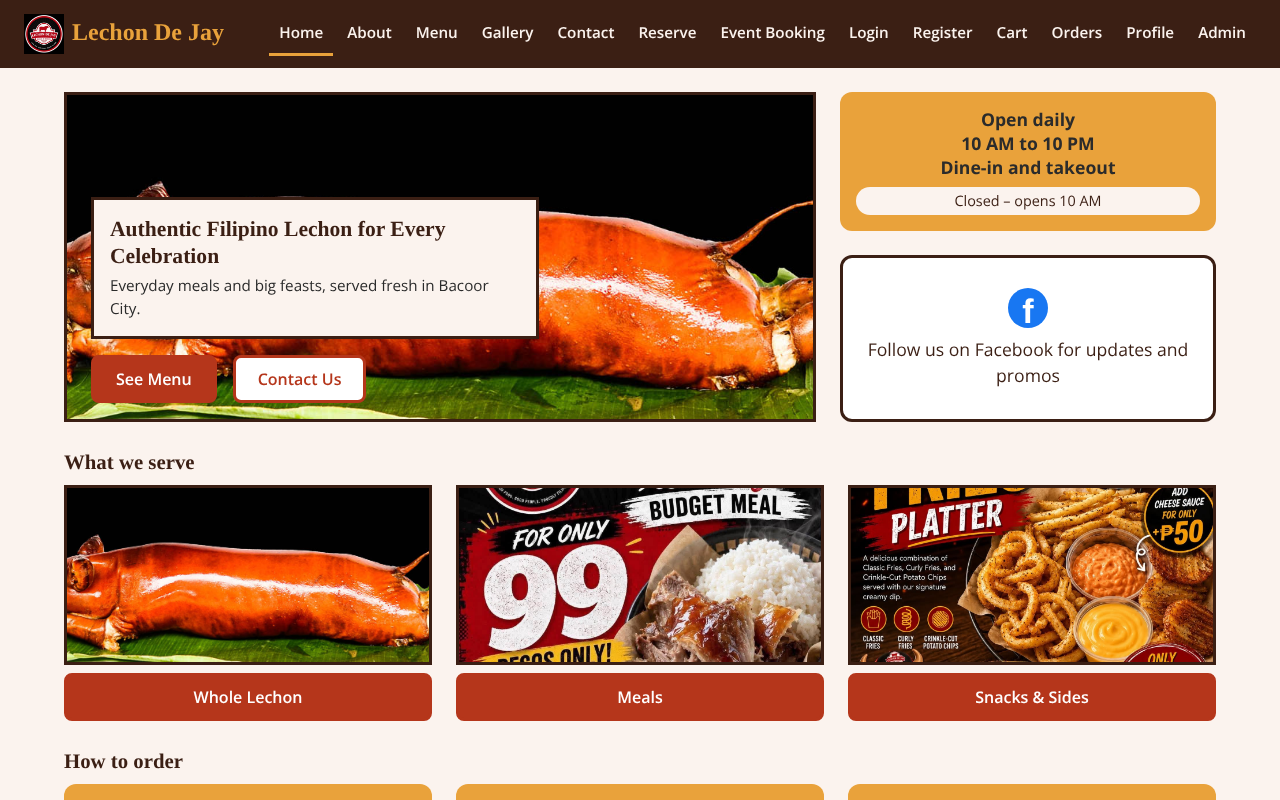 Lechon De Jay
Home About Menu Gallery Contact Reserve Event Booking Login Register Cart Orders Profile Admin
Authentic Filipino Lechon for Every
Celebration
Everyday meals and big feasts, served fresh in Bacoor
City.
See Menu
Contact Us
Open daily
10 AM to 10 PM
Dine-in and takeout
Closed – opens 10 AM
f
Follow us on Facebook for updates and
promos
What we serve
BUDGET MEAL
FOR ONLY
99
PESOS ONLY!
FRIES
PLATTER
ADD
CHEESE SAUCE
FOR ONLY
+₱50
A delicious combination of
Classic Fries, Curly Fries, and
Crinkle-Cut Potato Chips
served with our signature
creamy dip.
CLASSIC
FRIES
CURLY
FRIES
CRINKLE-CUT
POTATO CHIPS
ONLY
Whole Lechon
Meals
Snacks & Sides
How to order